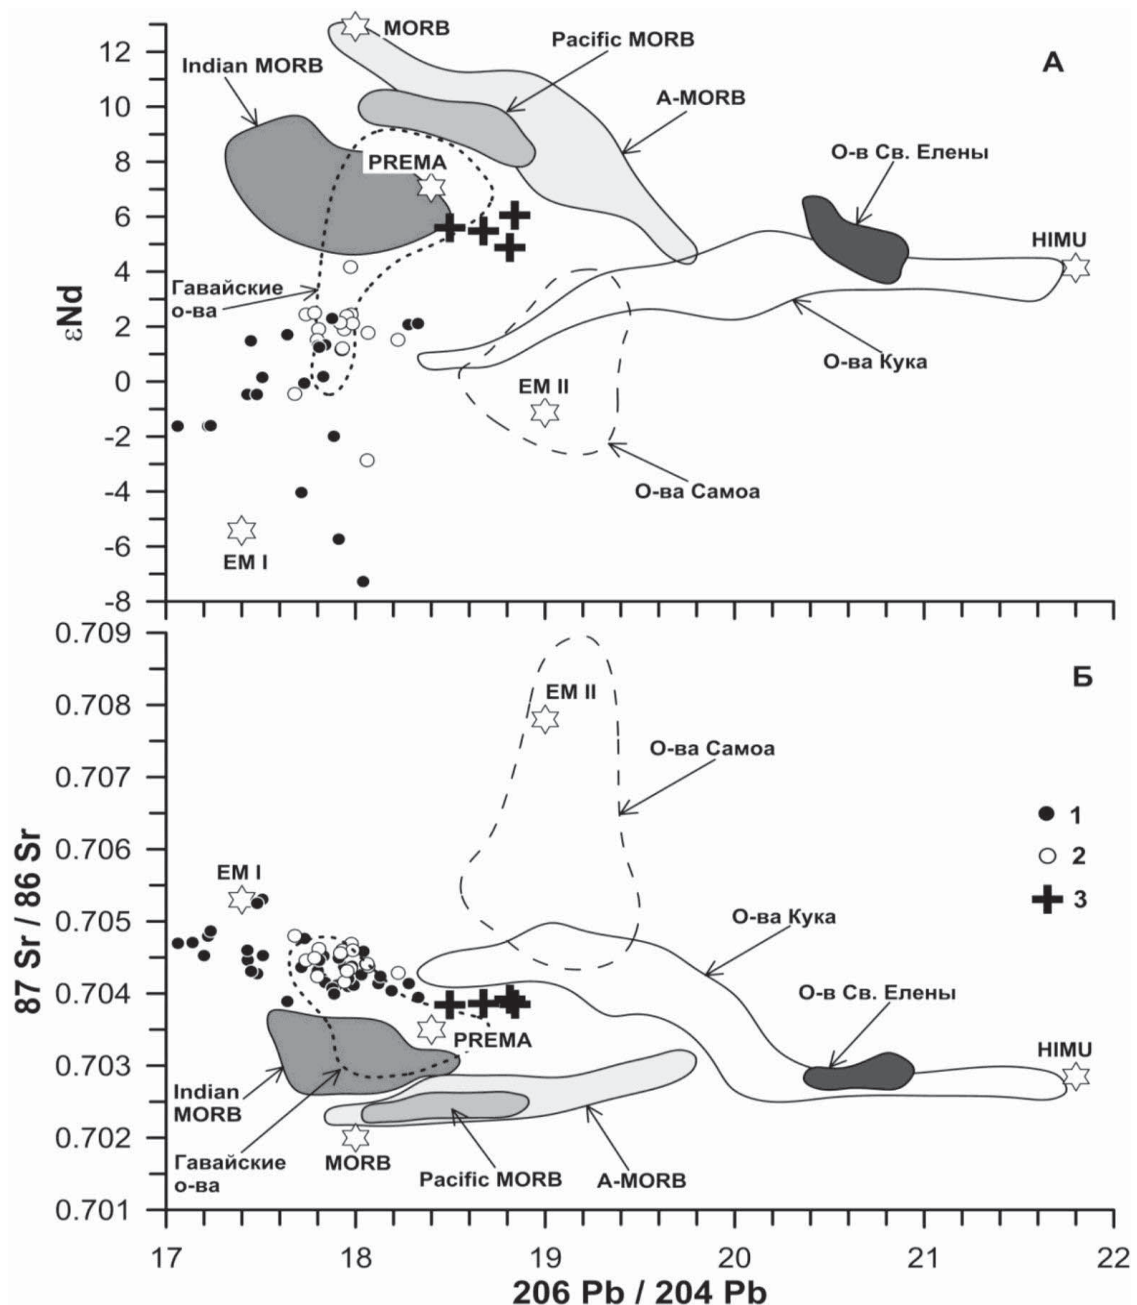 MORB
Pacific MORB
Indian MORB
А
A-MORB
О-в Св. Елены
PREMA
HIMU
Гавайские
о-ва
О-ва Кука
EM II
О-ва Самоа
EM I
εNd
12
10
8
6
4
2
0
-2
-4
-6
-8
0.709
0.708
0.707
0.706
0.705
0.704
0.703
0.702
0.701
87 Sr / 86 Sr
Б
EM II
О-ва Самоа
1
2
3
EM I
О-ва Кука
О-в Св. Елены
PREMA
HIMU
Indian
MORB
Гавайские
о-ва
MORB
Pacific MORB
A-MORB
17 18 19 20 21 22
206 Pb / 204 Pb